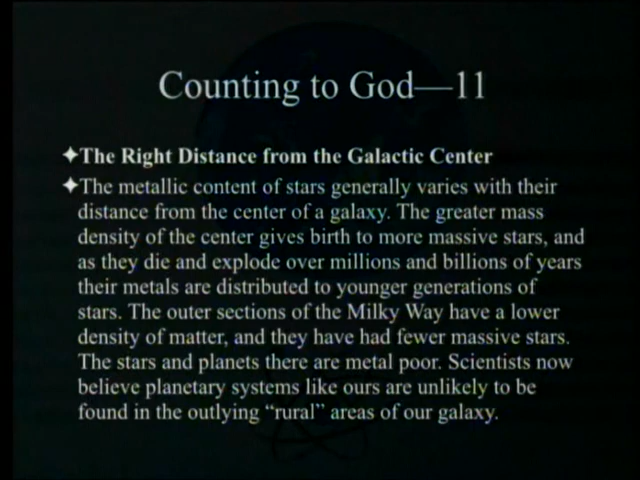 Counting to God—11
✦The Right Distance from the Galactic Center
✦The metallic content of stars generally varies with their
distance from the center of a galaxy. The greater mass
density of the center gives birth to more massive stars, and
as they die and explode over millions and billions of years
their metals are distributed to younger generations of
stars. The outer sections of the Milky Way have a lower
density of matter, and they have had fewer massive stars.
The stars and planets there are metal poor. Scientists now
believe planetary systems like ours are unlikely to be
found in the outlying “rural” areas of our galaxy.